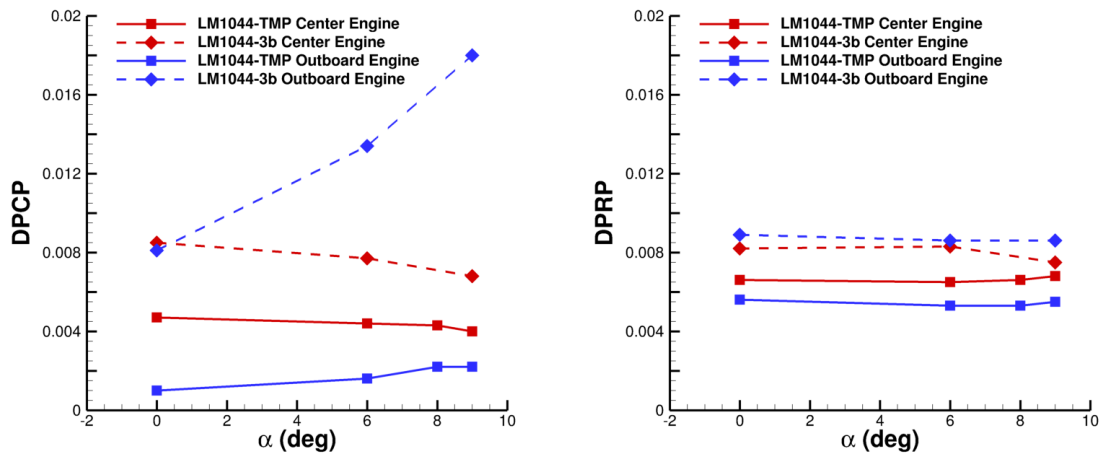 LM1044-TMP Center Engine
LM1044-3b Center Engine
LM1044-TMP Outboard Engine
LM1044-3b Outboard Engine
0.02
0.016
0.012
0.008
0.004
0
DPCP
-2 0 2 4 6 8 10
α (deg)
LM1044-TMP Center Engine
LM1044-3b Center Engine
LM1044-TMP Outboard Engine
LM1044-3b Outboard Engine
0.02
0.016
0.012
0.008
0.004
0
DPRP
-2 0 2 4 6 8 10
α (deg)